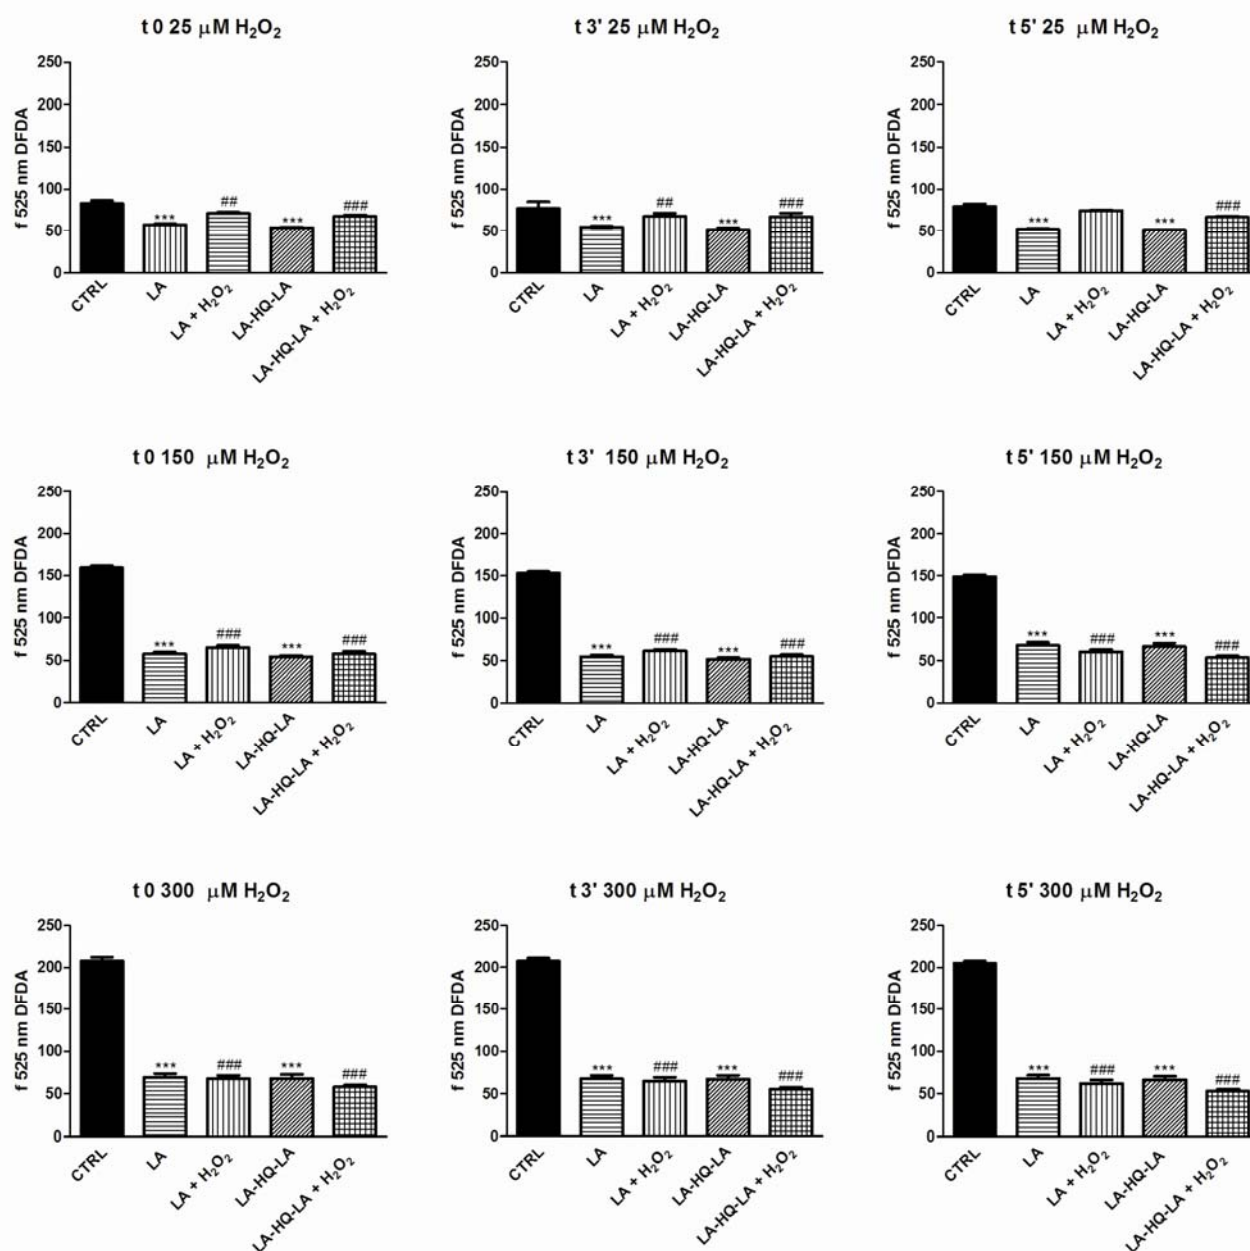 t 0 25 μM H₂O₂
f 525 nm DFDA
250
200
150
100
50
0
***
##
***
###
CTRL
LA
LA + H₂O₂
LA-HQ-LA
LA-HQ-LA + H₂O₂
t 3' 25 μM H₂O₂
f 525 nm DFDA
250
200
150
100
50
0
***
##
***
###
CTRL
LA
LA + H₂O₂
LA-HQ-LA
LA-HQ-LA + H₂O₂
t 5' 25 μM H₂O₂
f 525 nm DFDA
250
200
150
100
50
0
***
***
###
CTRL
LA
LA + H₂O₂
LA-HQ-LA
LA-HQ-LA + H₂O₂
t 0 150 μM H₂O₂
f 525 nm DFDA
250
200
150
100
50
0
***
###
***
###
CTRL
LA
LA + H₂O₂
LA-HQ-LA
LA-HQ-LA + H₂O₂
t 3' 150 μM H₂O₂
f 525 nm DFDA
250
200
150
100
50
0
***
###
***
###
CTRL
LA
LA + H₂O₂
LA-HQ-LA
LA-HQ-LA + H₂O₂
t 5' 150 μM H₂O₂
f 525 nm DFDA
250
200
150
100
50
0
***
###
***
###
CTRL
LA
LA + H₂O₂
LA-HQ-LA
LA-HQ-LA + H₂O₂
t 0 300 μM H₂O₂
f 525 nm DFDA
250
200
150
100
50
0
***
###
***
###
CTRL
LA
LA + H₂O₂
LA-HQ-LA
LA-HQ-LA + H₂O₂
t 3' 300 μM H₂O₂
f 525 nm DFDA
250
200
150
100
50
0
***
###
***
###
CTRL
LA
LA + H₂O₂
LA-HQ-LA
LA-HQ-LA + H₂O₂
t 5' 300 μM H₂O₂
f 525 nm DFDA
250
200
150
100
50
0
***
###
***
###
CTRL
LA
LA + H₂O₂
LA-HQ-LA
LA-HQ-LA + H₂O₂